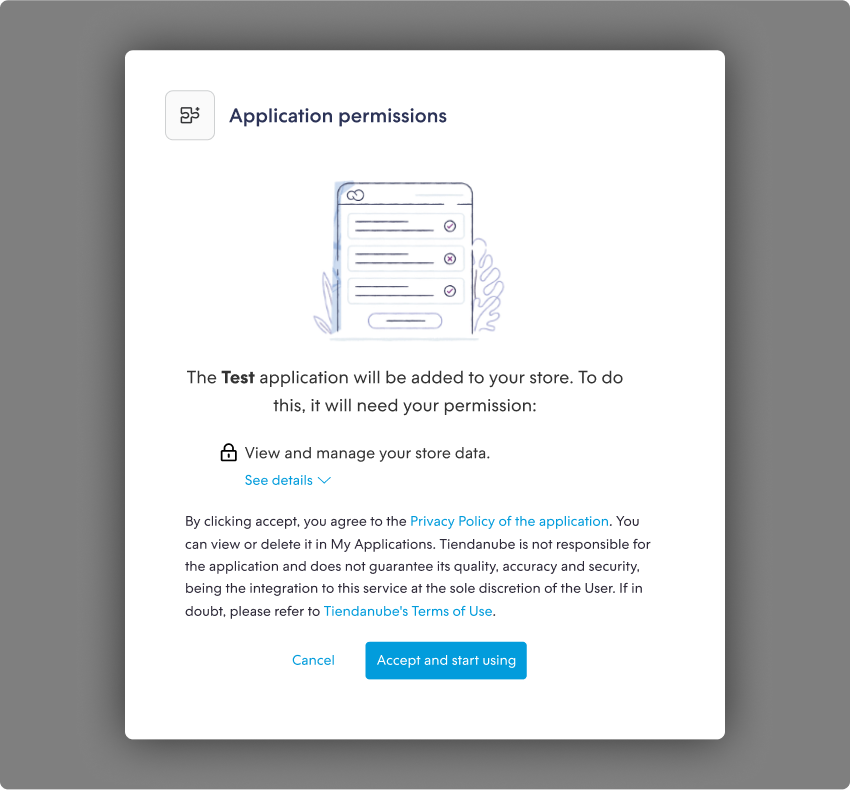 Application permissions
The Test application will be added to your store. To do
this, it will need your permission:
View and manage your store data.
See details
By clicking accept, you agree to the Privacy Policy of the application. You
can view or delete it in My Applications. Tiendanube is not responsible for
the application and does not guarantee its quality, accuracy and security,
being the integration to this service at the sole discretion of the User. If in
doubt, please refer to Tiendanube's Terms of Use.
Cancel
Accept and start using